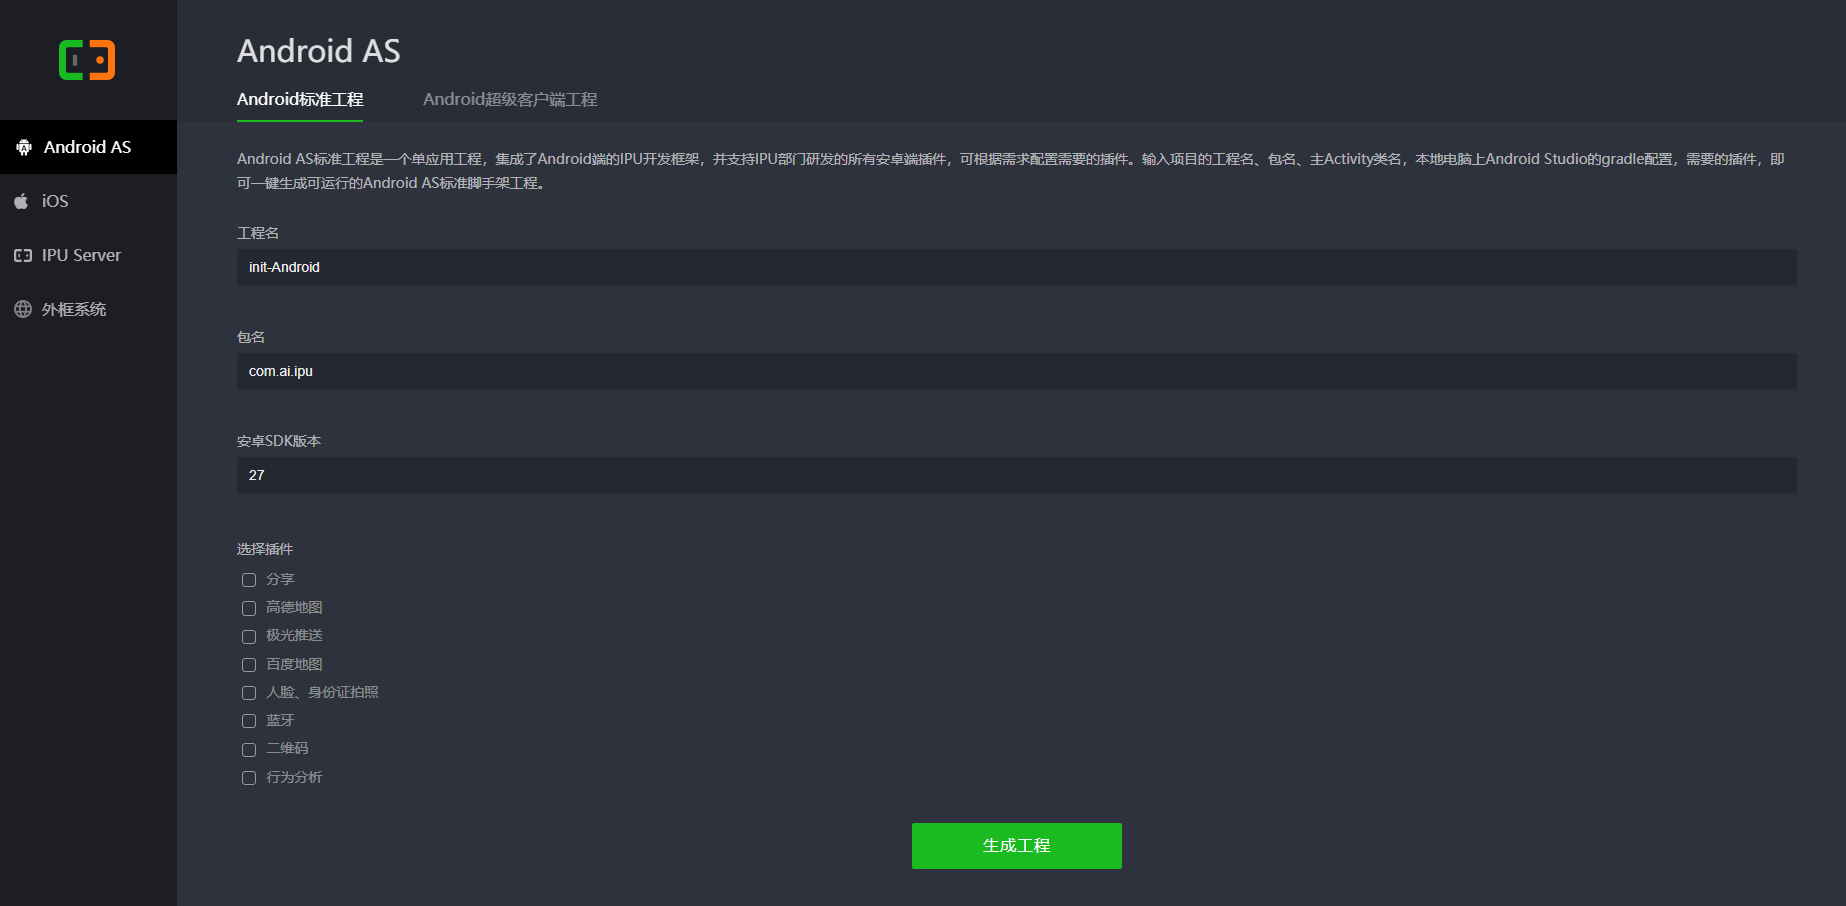 Android AS
iOS
IPU Server
外框系统
Android AS
Android标准工程
Android超级客户端工程
Android AS标准工程是一个单应用工程，集成了Android端的IPU开发框架，并支持IPU部门研发的所有安卓端插件，可根据需求配置需要的插件。输入项目的工程名、包名、主Activity类名，本地电脑上Android Studio的gradle配置，需要的插件，即
可一键生成可运行的Android AS标准脚手架工程。
工程名
init-Android
包名
com.ai.ipu
安卓SDK版本
27
选择插件
分享
高德地图
极光推送
百度地图
人脸、身份证拍照
蓝牙
二维码
行为分析
生成工程